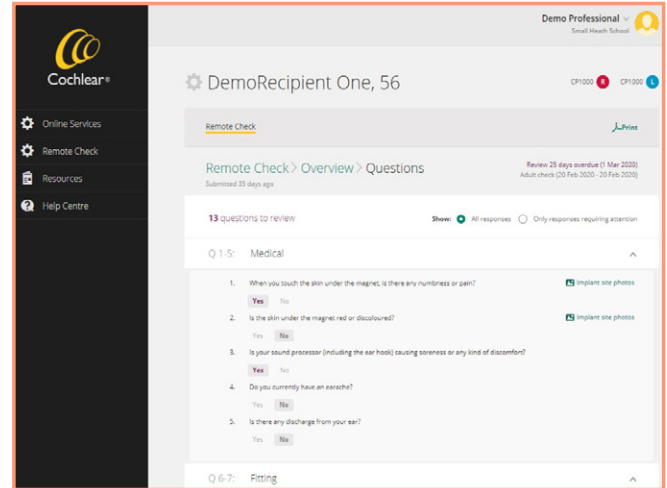 Cochlear®
Online Services
Remote Check
Resources
Help Centre
Demo Professional
Small Heath School
DemoRecipient One, 56
CP1000 R CP1000 L
Remote Check
Print
Remote Check > Overview > Questions
Submitted 35 days ago
Review 25 days overdue (1 Mar 2020)
Adult check (20 Feb 2020 - 20 Feb 2020)
13 questions to review
Show: All responses Only responses requiring attention
Q 1-5: Medical
1. When you touch the skin under the magnet, is there any numbness or pain? Implant site photos
Yes No
2. Is the skin under the magnet red or discoloured? Implant site photos
Yes No
3. Is your sound processor (including the ear hook) causing soreness or any kind of discomfort?
Yes No
4. Do you currently have an earache?
Yes No
5. Is there any discharge from your ear?
Yes No
Q 6-7: Fitting